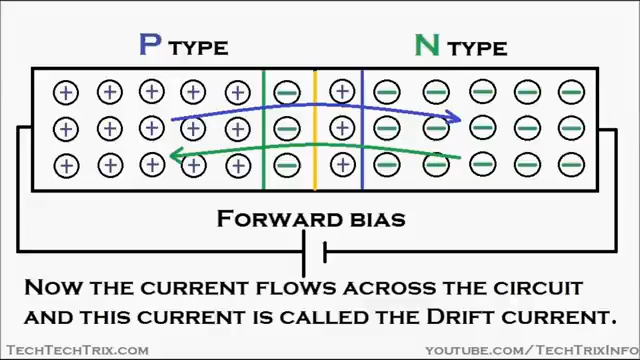 P TYPE
N TYPE
FORWARD BIAS
NOW THE CURRENT FLOWS ACROSS THE CIRCUIT
AND THIS CURRENT IS CALLED THE DRIFT CURRENT.
TECHTECHTRIX.COM
YOUTUBE.COM/TECHTRIXINFO